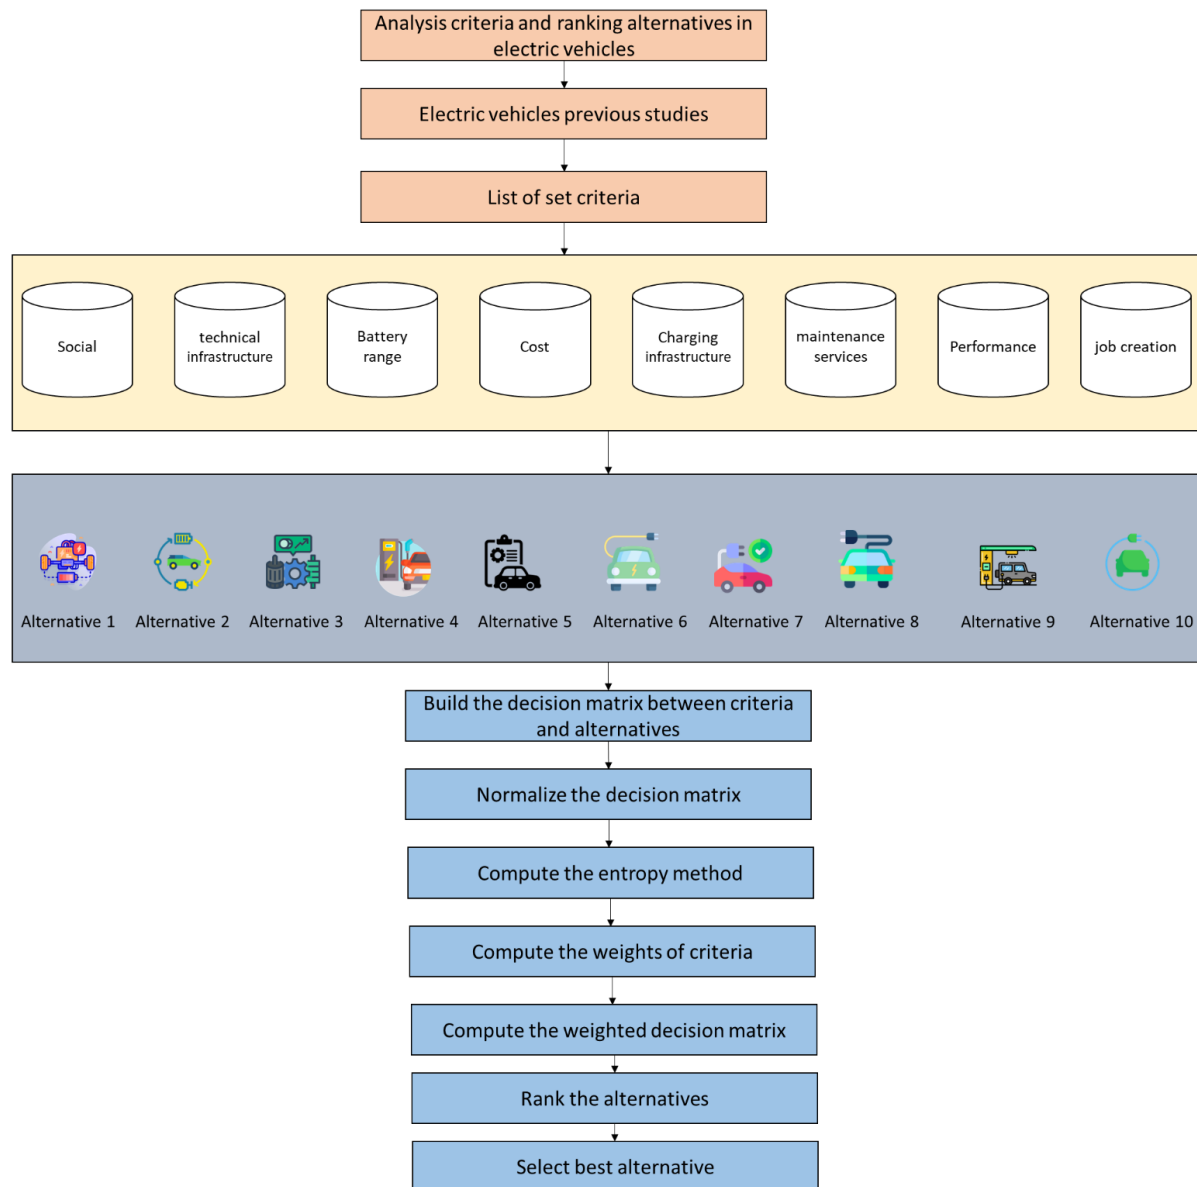 Analysis criteria and ranking alternatives in
electric vehicles
Electric vehicles previous studies
List of set criteria
Social
technical
infrastructure
Battery
range
Cost
Charging
infrastructure
maintenance
services
Performance
job creation
Alternative 1
Alternative 2
Alternative 3
Alternative 4
Alternative 5
Alternative 6
Alternative 7
Alternative 8
Alternative 9
Alternative 10
Build the decision matrix between criteria
and alternatives
Normalize the decision matrix
Compute the entropy method
Compute the weights of criteria
Compute the weighted decision matrix
Rank the alternatives
Select best alternative